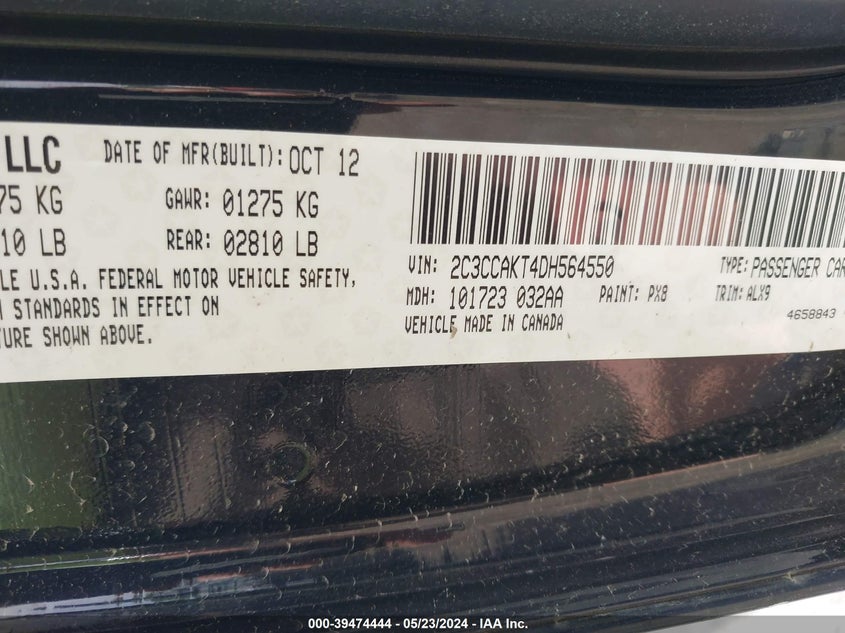 LLC DATE OF MFR(BUILT): OCT 12
75 KG GAWR: 01275 KG
10 LB REAR: 02810 LB
LE U.S.A. FEDERAL MOTOR VEHICLE SAFETY,
STANDARDS IN EFFECT ON
TURE SHOWN ABOVE.
VIN: 2C3CCAKT4DH564550 TYPE: PASSENGER CAR
MDH: 101723 032AA PAINT: PX8 TRIM: ALX9
VEHICLE MADE IN CANADA 4658843
000-39474444 — 05/23/2024 - IAA Inc.